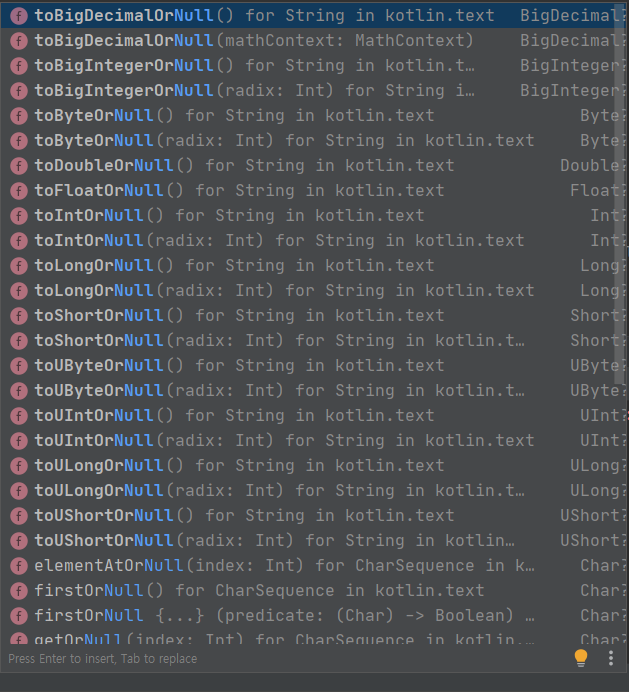 f toBigDecimalOrNull() for String in kotlin.text BigDecimal?
f toBigDecimalOrNull(mathContext: MathContext) BigDecimal?
f toBigIntegerOrNull() for String in kotlin.t… BigInteger?
f toBigIntegerOrNull(radix: Int) for String i… BigInteger?
f toByteOrNull() for String in kotlin.text Byte?
f toByteOrNull(radix: Int) for String in kotlin.text Byte?
f toDoubleOrNull() for String in kotlin.text Double?
f toFloatOrNull() for String in kotlin.text Float?
f toIntOrNull() for String in kotlin.text Int?
f toIntOrNull(radix: Int) for String in kotlin.text Int?
f toLongOrNull() for String in kotlin.text Long?
f toLongOrNull(radix: Int) for String in kotlin.text Long?
f toShortOrNull() for String in kotlin.text Short?
f toShortOrNull(radix: Int) for String in kotlin.t… Short?
f toUByteOrNull() for String in kotlin.text UByte?
f toUByteOrNull(radix: Int) for String in kotlin.t… UByte?
f toUIntOrNull() for String in kotlin.text UInt?
f toUIntOrNull(radix: Int) for String in kotlin.text UInt?
f toULongOrNull() for String in kotlin.text ULong?
f toULongOrNull(radix: Int) for String in kotlin.t… ULong?
f toUShortOrNull() for String in kotlin.text UShort?
f toUShortOrNull(radix: Int) for String in kotlin… UShort?
f elementAtOrNull(index: Int) for CharSequence in k… Char?
f firstOrNull() for CharSequence in kotlin.text Char?
f firstOrNull {...} (predicate: (Char) -> Boolean) … Char?
f getOrNull(index: Int) for CharSequence in kotlin.… Char?
Press Enter to insert, Tab to replace